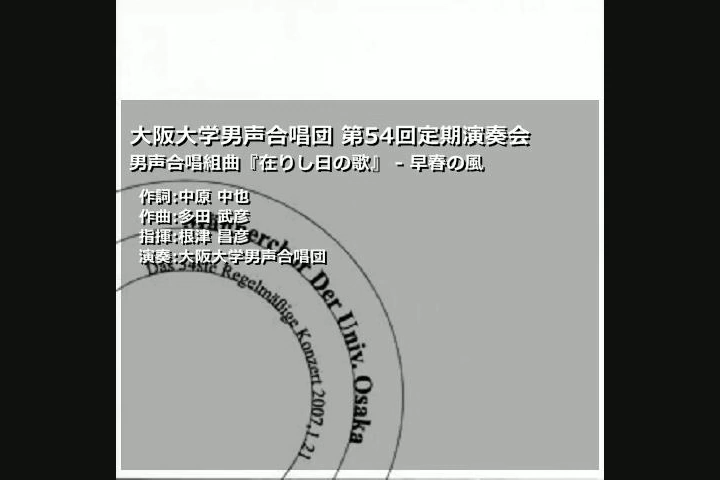 大阪大学男声合唱団 第54回定期演奏会
男声合唱組曲『在りし日の歌』 - 早春の風
作詞:中原 中也
作曲:多田 武彦
指揮:根津 昌彦
演奏:大阪大学男声合唱団
Männerchor Der Univ. Osaka
Das 54ste Regelmäßige Konzert 2007.1.21